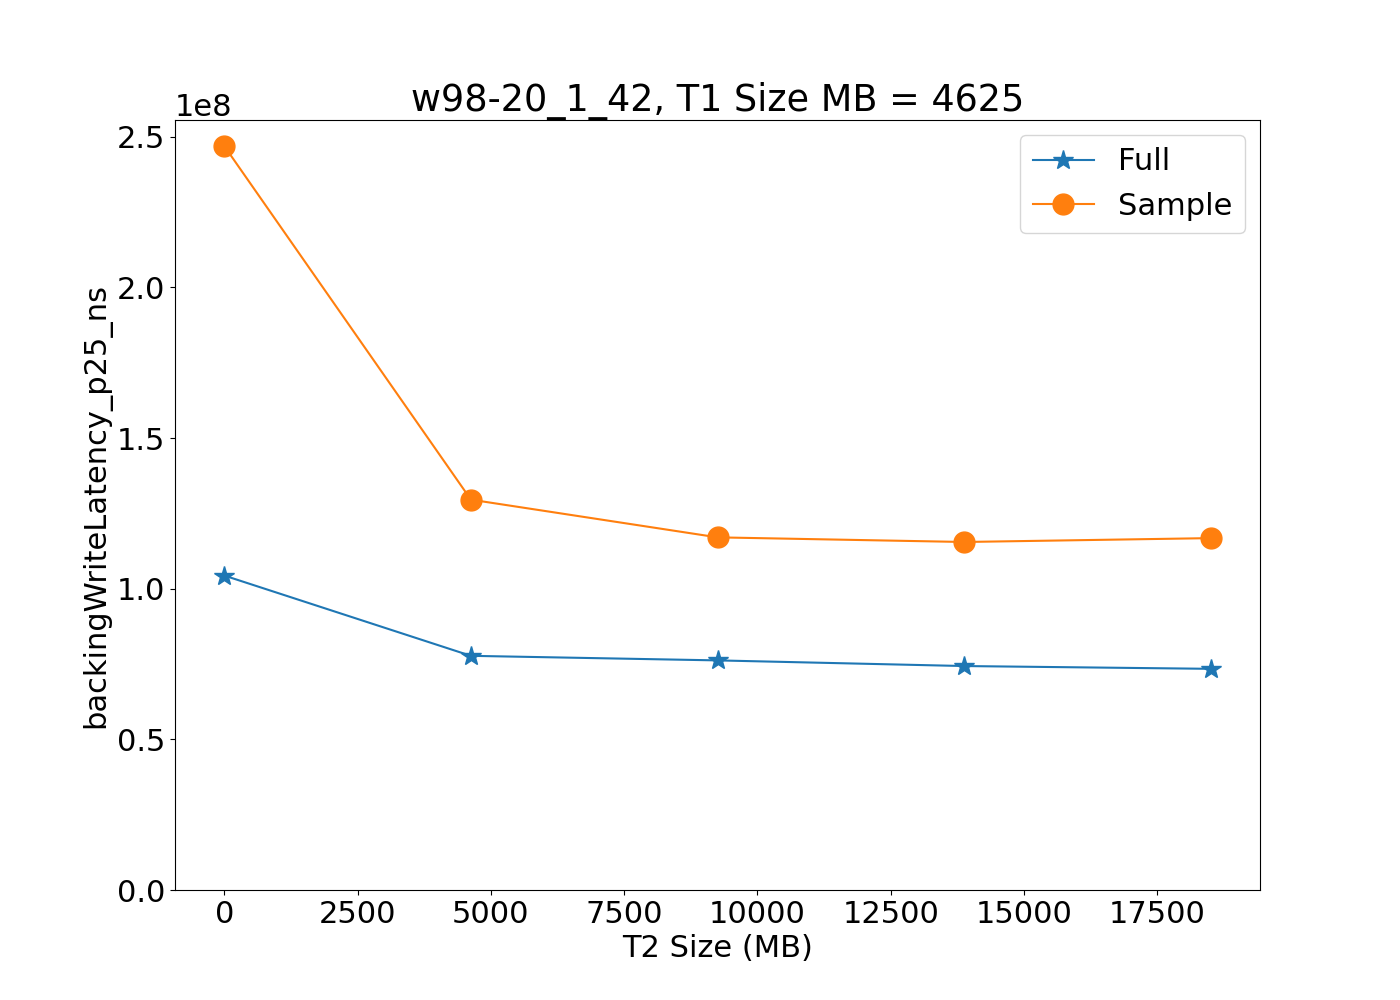 w98-20_1_42, T1 Size MB = 4625
1e8
Full
Sample
2.5
2.0
1.5
1.0
0.5
0.0
backingWriteLatency_p25_ns
0 2500 5000 7500 10000 12500 15000 17500
T2 Size (MB)